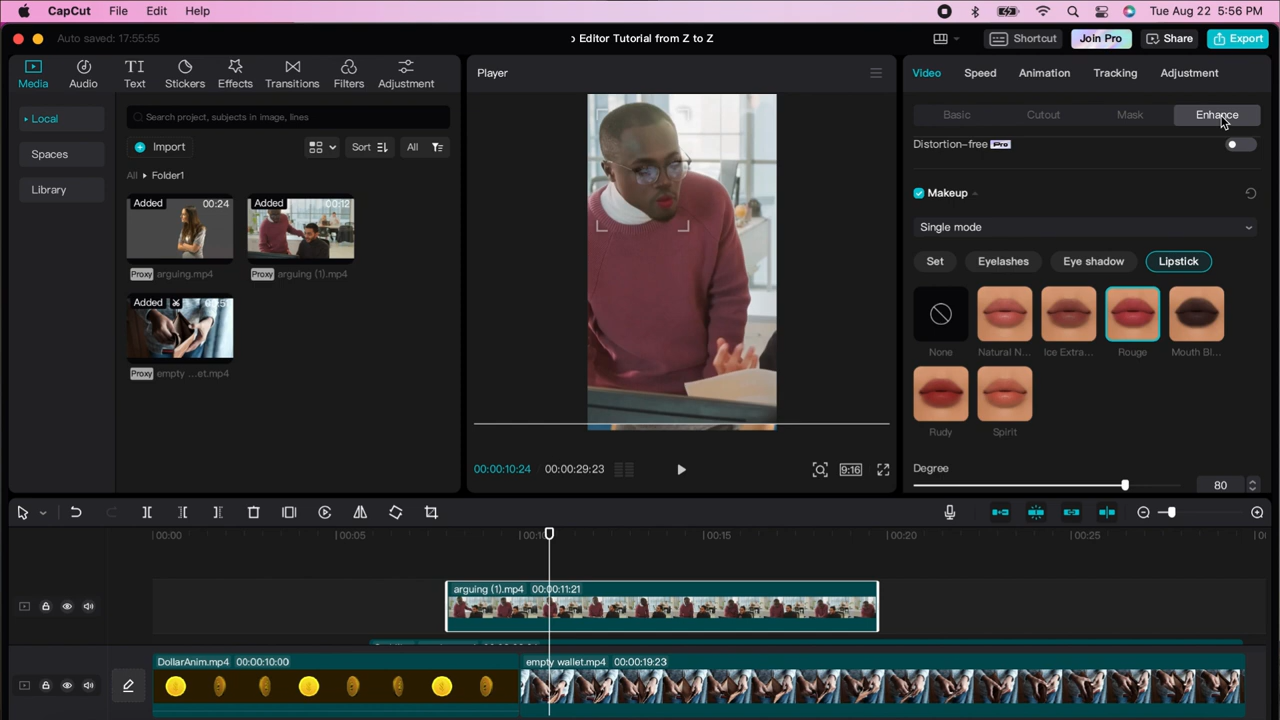 CapCut File Edit Help Tue Aug 22 5:56 PM
Auto saved: 17:55:55
Editor Tutorial from Z to Z
Shortcut Join Pro Share Export
Media Audio Text Stickers Effects Transitions Filters Adjustment
Player
Video Speed Animation Tracking Adjustment
Local
Spaces
Library
Search project, subjects in image, lines
Import Sort All
All Folder1
Added 00:24
Added 00:12
Proxy arguing.mp4
Proxy arguing (1).mp4
Added
Proxy empty ...et.mp4
00:00:10:24 00:00:29:23 9:16
Basic Cutout Mask Enhance
Distortion-free Pro
Makeup
Single mode
Set Eyelashes Eye shadow Lipstick
None Natural N... Ice Extra... Rouge Mouth Bl...
Rudy Spirit
Degree
80
00:00 00:05 00:10 00:15 00:20 00:25
arguing (1).mp4 00:00:11:21
DollarAnim.mp4 00:00:10:00
empty wallet.mp4 00:00:19:23